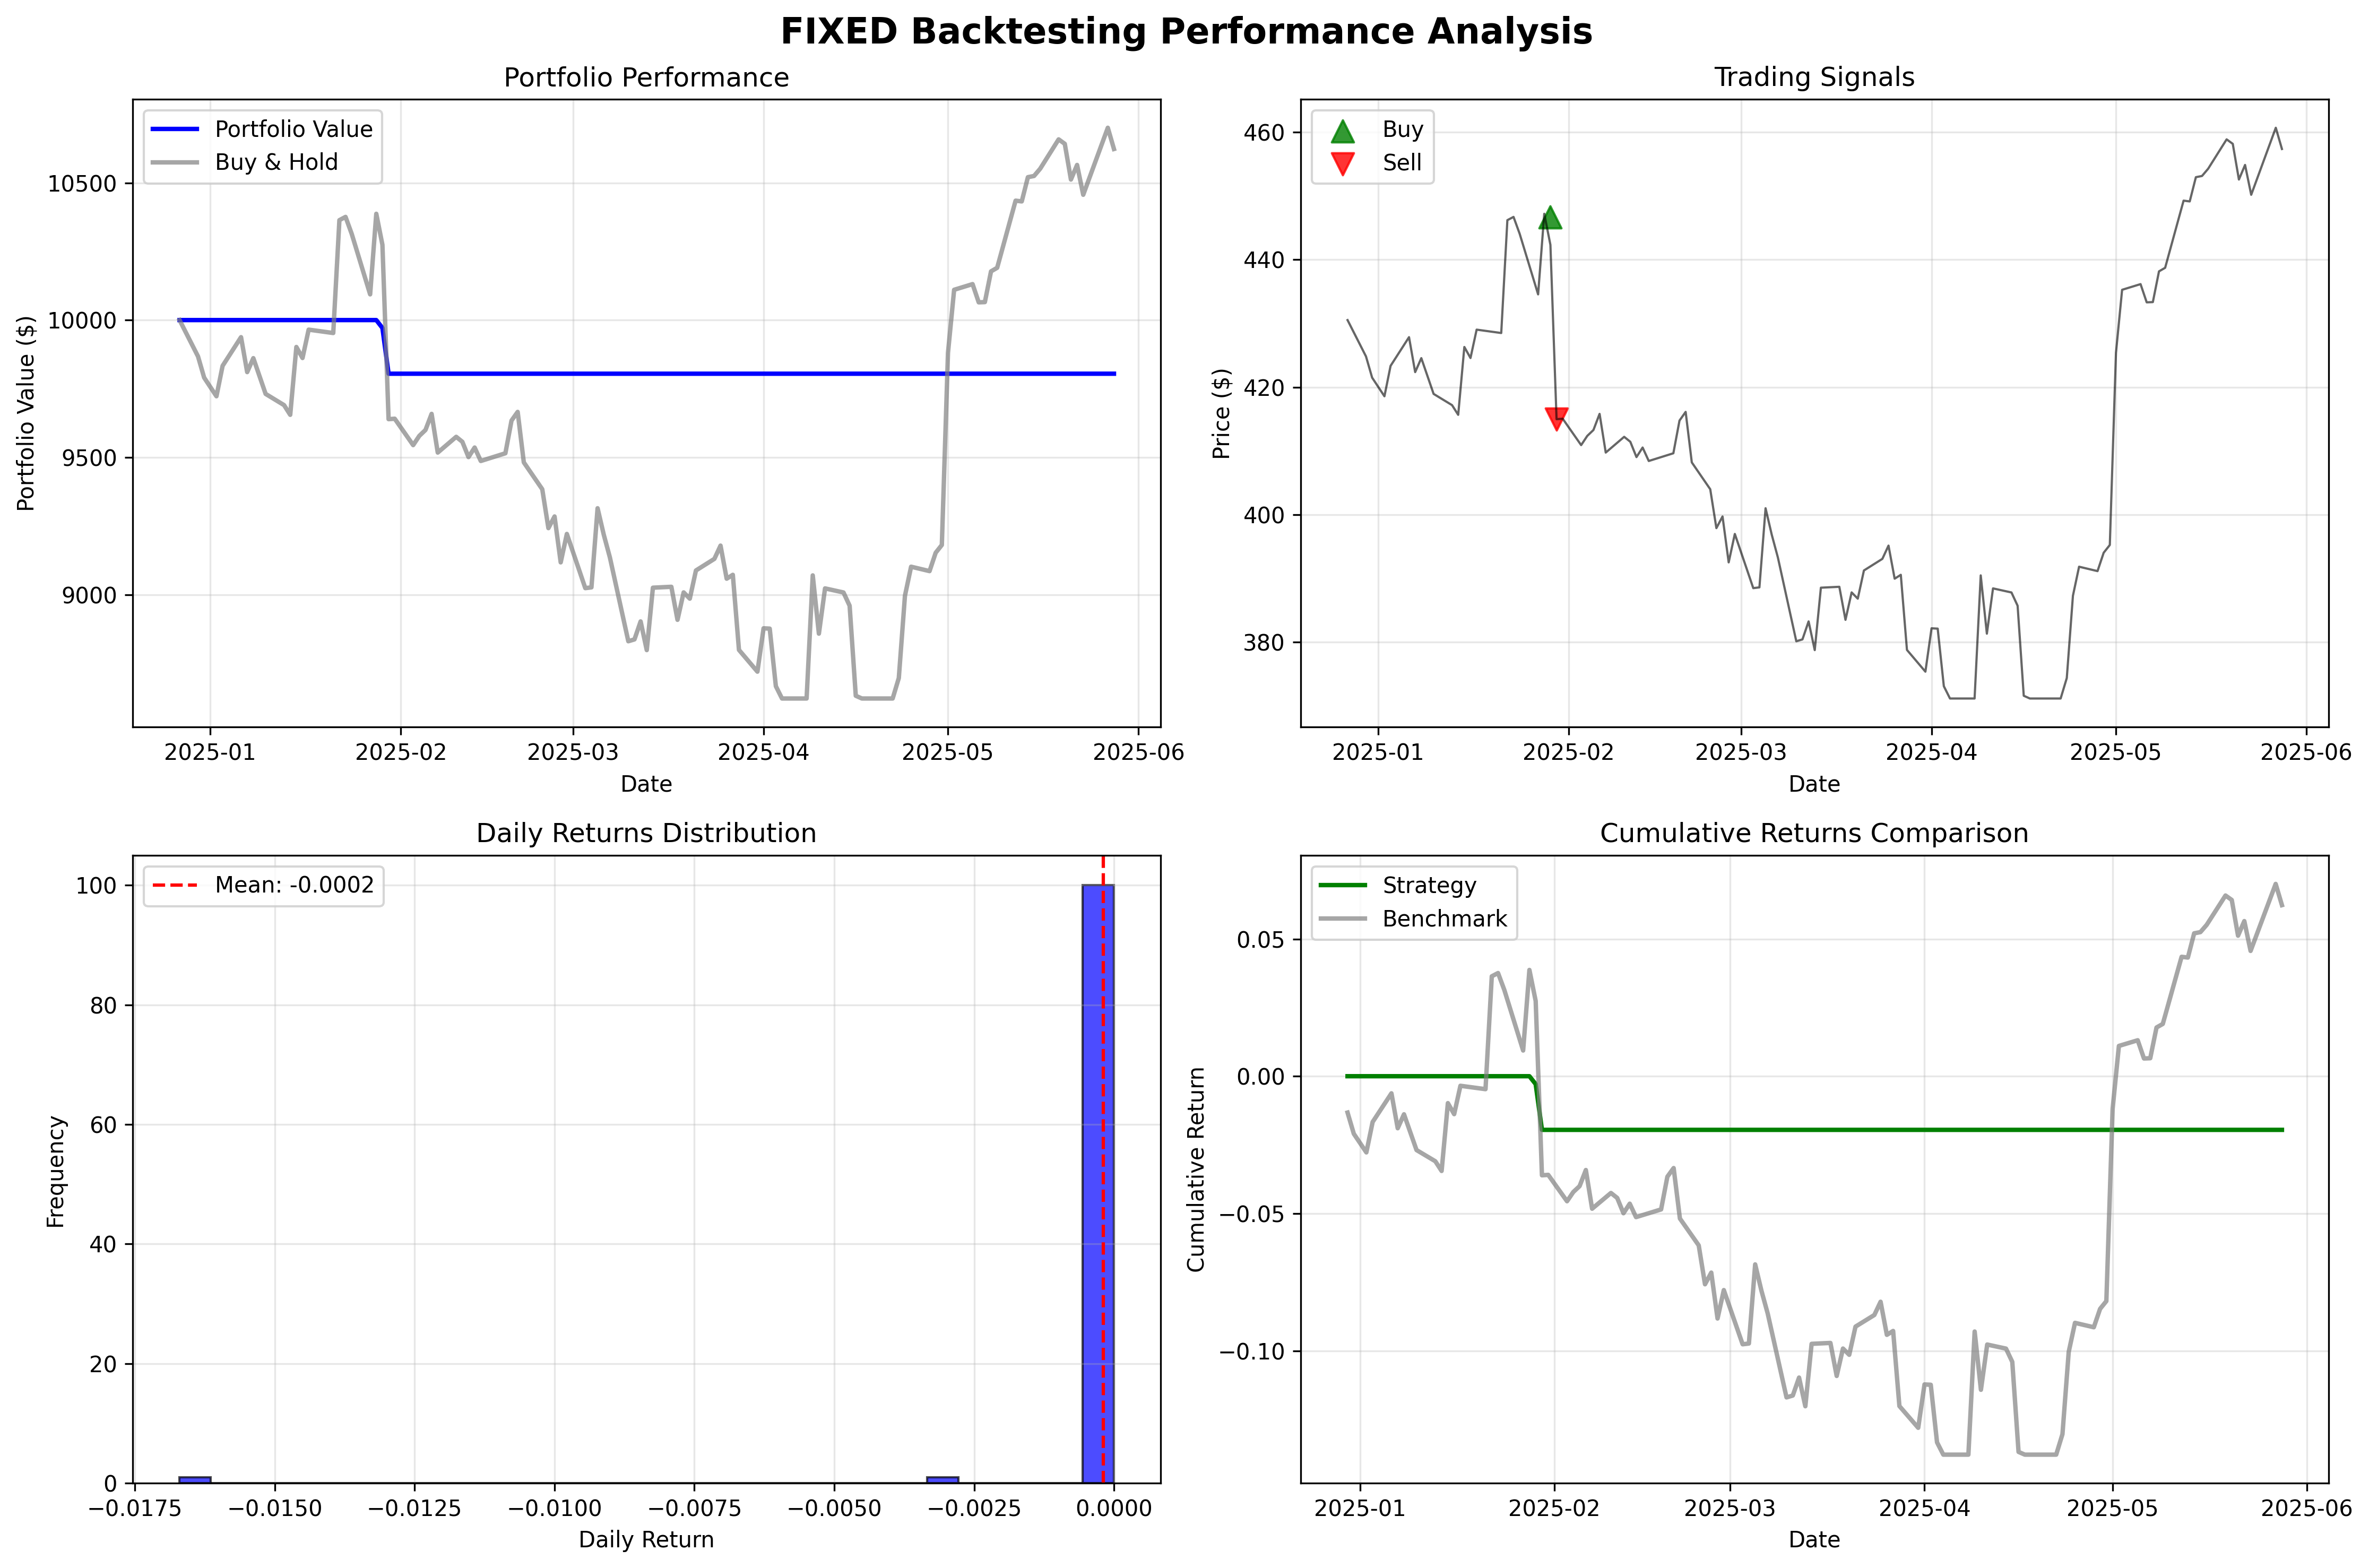 FIXED Backtesting Performance Analysis
Portfolio Performance
Portfolio Value
Buy & Hold
10500
10000
9500
9000
Portfolio Value ($)
2025-01 2025-02 2025-03 2025-04 2025-05 2025-06
Date
Trading Signals
Buy
Sell
460
440
420
400
380
Price ($)
2025-01 2025-02 2025-03 2025-04 2025-05 2025-06
Date
Daily Returns Distribution
Mean: -0.0002
100
80
60
40
20
0
Frequency
−0.0175 −0.0150 −0.0125 −0.0100 −0.0075 −0.0050 −0.0025 0.0000
Daily Return
Cumulative Returns Comparison
Strategy
Benchmark
0.05
0.00
−0.05
−0.10
Cumulative Return
2025-01 2025-02 2025-03 2025-04 2025-05 2025-06
Date